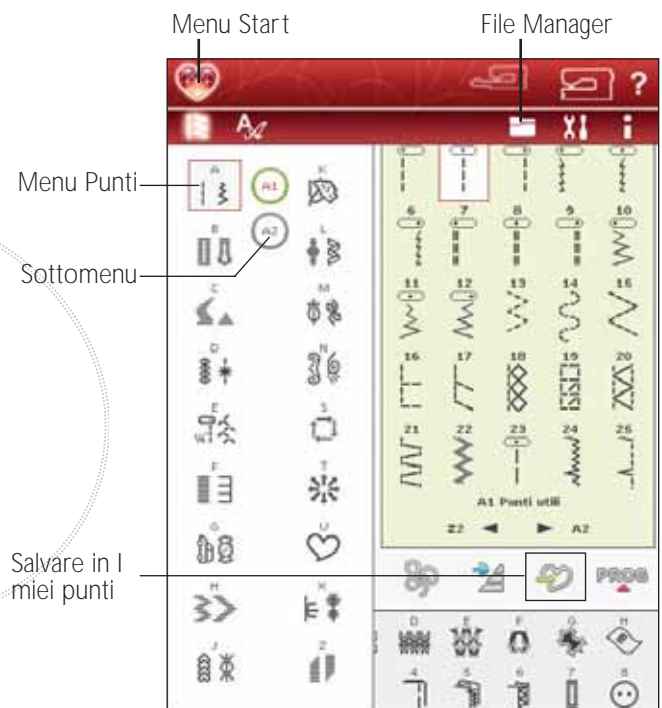 Menu Start
File Manager
?
A
i
Menu Punti
A
A1
K
6
7
8
9
10
B
A2
L
Sottomenu
11
12
13
14
15
C
M
D
N
16
17
18
19
20
E
S
21
22
23
24
25
F
T
A1 Punti utili
Z2
A2
G
U
Salvare in I
miei punti
PROG
H
X
D
E
F
G
H
J
Z
4
5
6
7
8